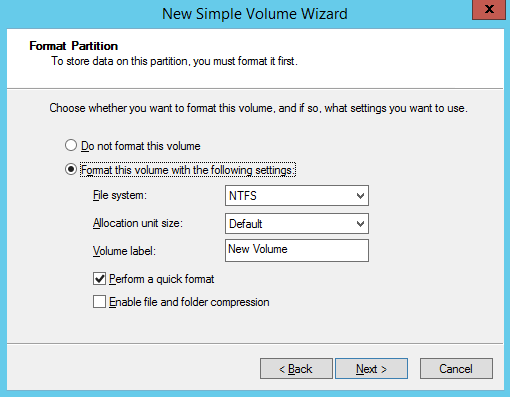 New Simple Volume Wizard
x
Format Partition
To store data on this partition, you must format it first.
Choose whether you want to format this volume, and if so, what settings you want to use.
Do not format this volume
Format this volume with the following settings:
File system: NTFS
Allocation unit size: Default
Volume label: New Volume
Perform a quick format
Enable file and folder compression
< Back Next > Cancel